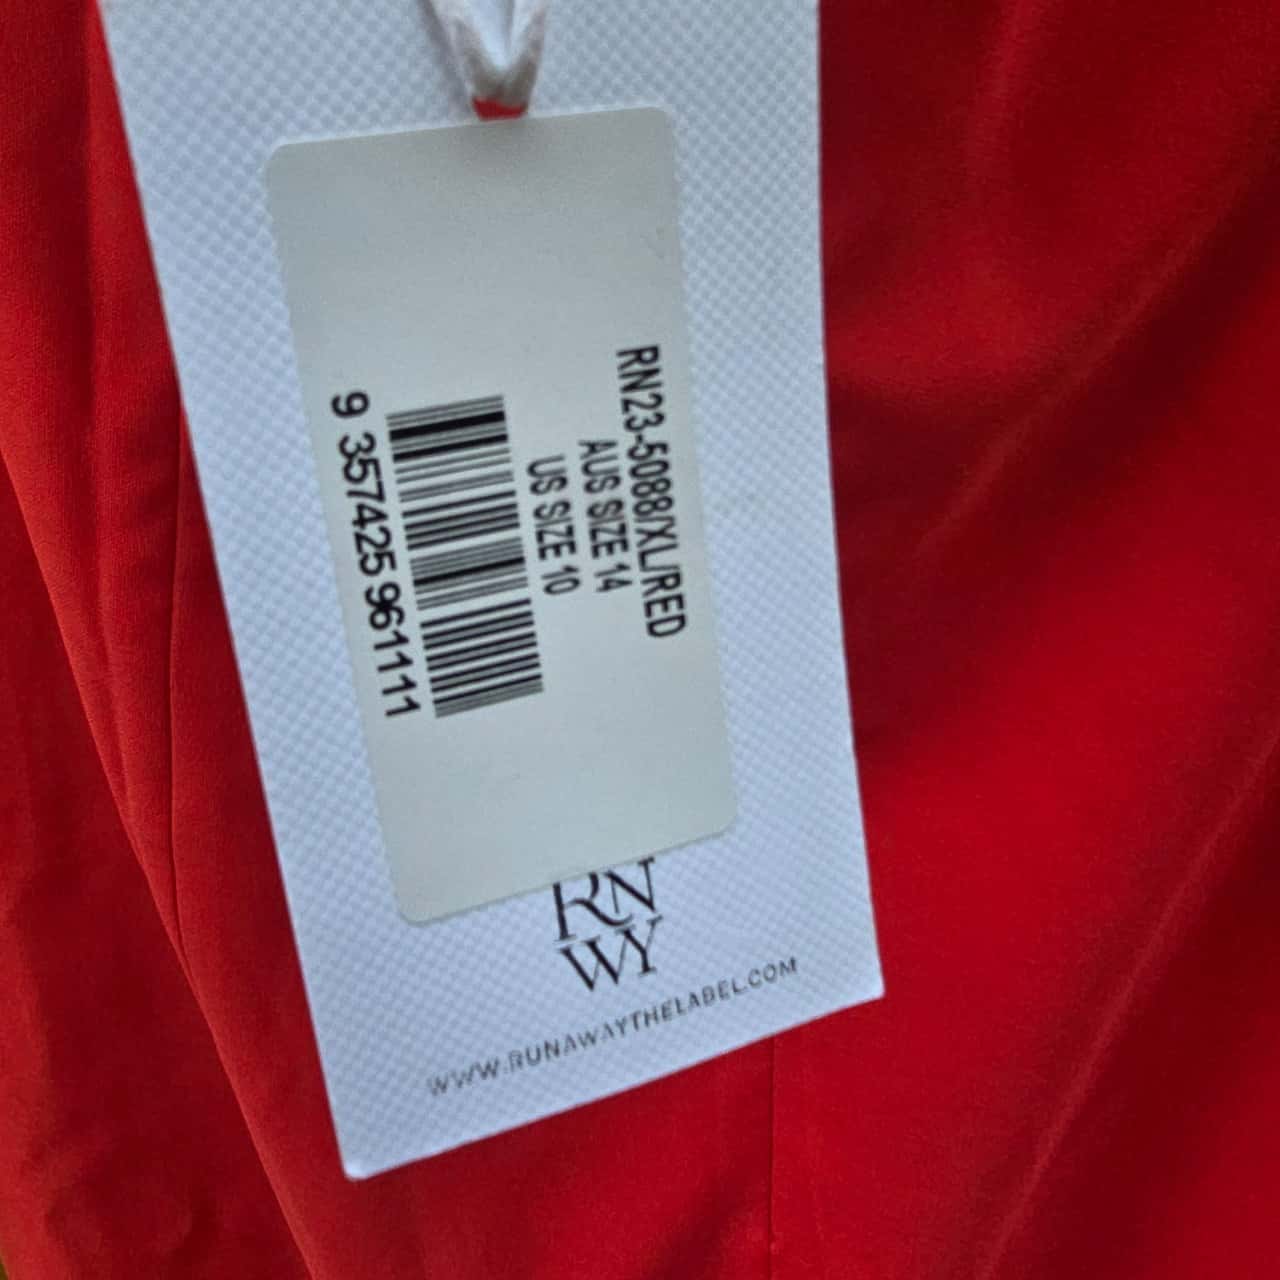 RN23-5088/XL/RED
AUS SIZE 14
US SIZE 10
9 357425 961111
RN
WY
WWW.RUNAWAYTHELABEL.COM